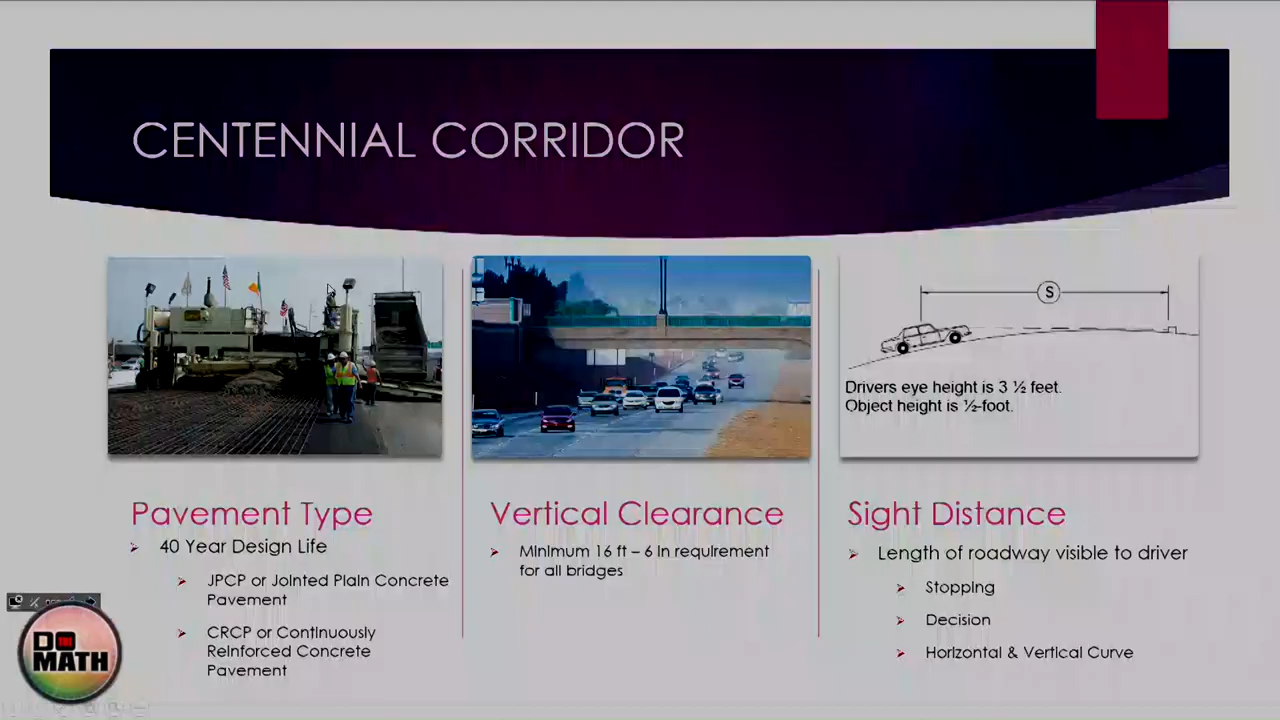 CENTENNIAL CORRIDOR
S
Drivers eye height is 3 ½ feet.
Object height is ½-foot.
Pavement Type
40 Year Design Life
JPCP or Jointed Plain Concrete
Pavement
CRCP or Continuously
Reinforced Concrete
Pavement
Vertical Clearance
Minimum 16 ft – 6 in requirement
for all bridges
Sight Distance
Length of roadway visible to driver
Stopping
Decision
Horizontal & Vertical Curve
DO THE
MATH